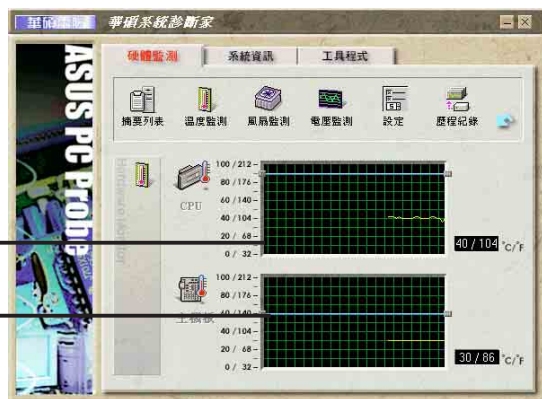 華碩電腦 華碩系統診斷家
ASUS PC Probe
硬體監測 系統資訊 工具程式
摘要列表 溫度監測 風扇監測 電壓監測 設定 歷程紀錄
Hardware Monitor
CPU
100 / 212
80 / 176
60 / 140
40 / 104
20 / 68
0 / 32
40 / 104 °C/°F
主機板
100 / 212
80 / 176
60 / 140
40 / 104
20 / 68
0 / 32
30 / 86 °C/°F